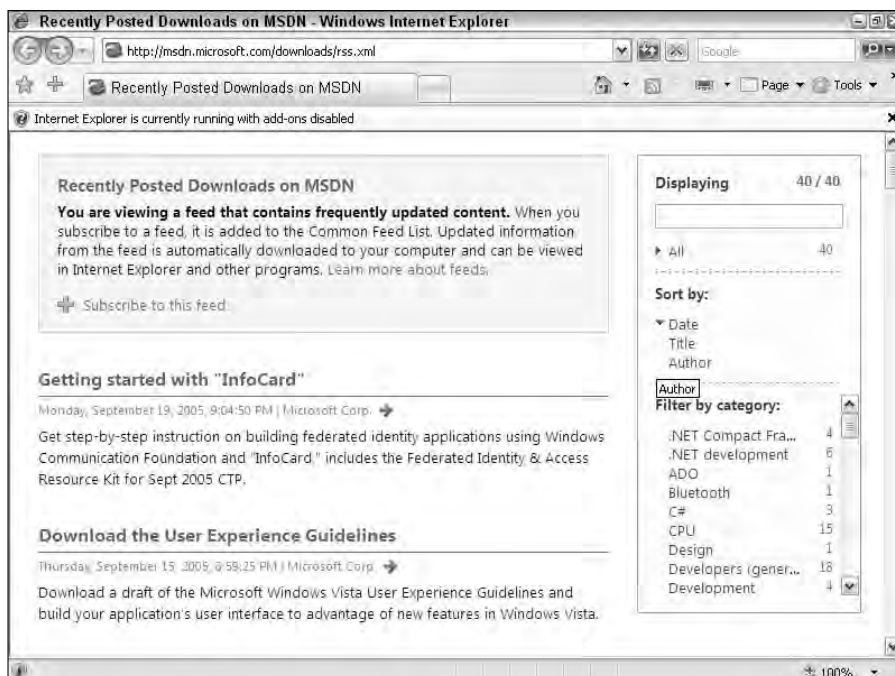 Recently Posted Downloads on MSDN - Windows Internet Explorer
http://msdn.microsoft.com/downloads/rss.xml
Google
Recently Posted Downloads on MSDN
Page
Tools
Internet Explorer is currently running with add-ons disabled
Recently Posted Downloads on MSDN
You are viewing a feed that contains frequently updated content. When you
subscribe to a feed, it is added to the Common Feed List. Updated information
from the feed is automatically downloaded to your computer and can be viewed
in Internet Explorer and other programs. Learn more about feeds.
Subscribe to this feed
Getting started with "InfoCard"
Monday, September 19, 2005, 9:04:50 PM | Microsoft Corp.
Get step-by-step instruction on building federated identity applications using Windows
Communication Foundation and "InfoCard," includes the Federated Identity & Access
Resource Kit for Sept 2005 CTP.
Download the User Experience Guidelines
Thursday, September 15, 2005, 6:59:25 PM | Microsoft Corp.
Download a draft of the Microsoft Windows Vista User Experience Guidelines and
build your application's user interface to advantage of new features in Windows Vista.
Displaying 40 / 40
All 40
Sort by:
Date
Title
Author
Author
Filter by category:
.NET Compact Fra... 4
.NET development 6
ADO 1
Bluetooth 1
C# 3
CPU 15
Design 1
Developers (gener... 18
Development 4
100%